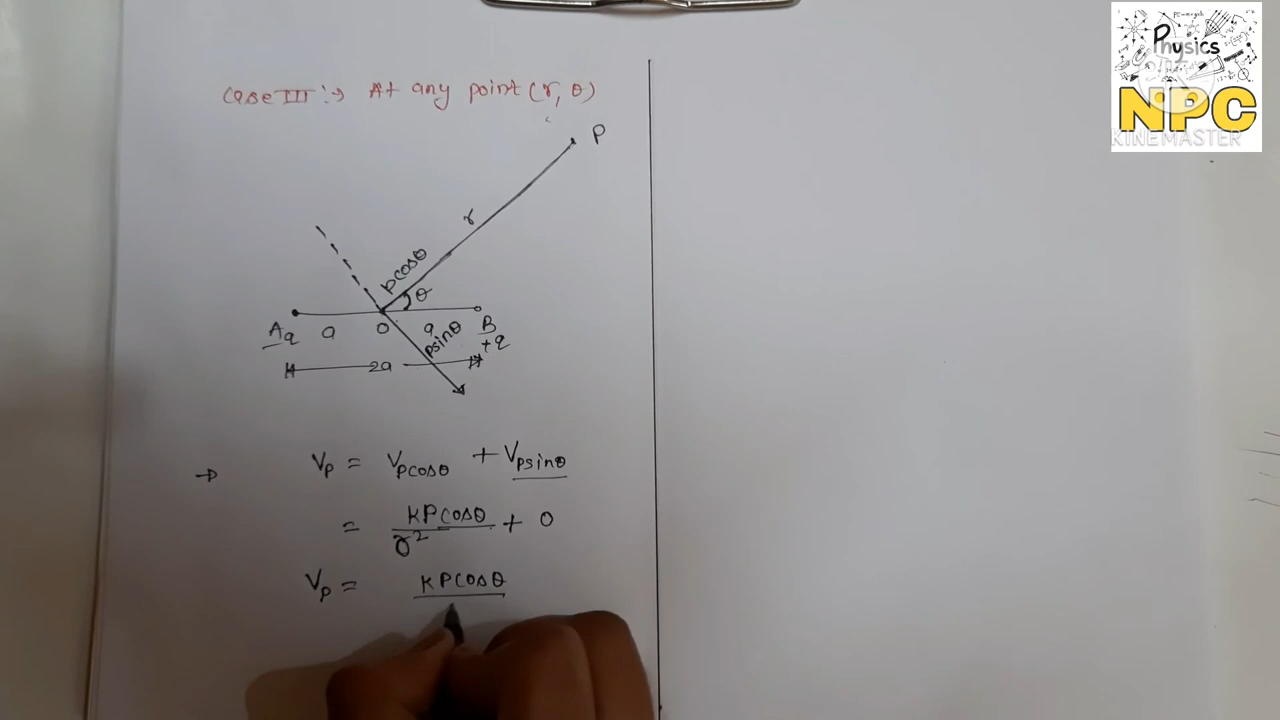 Case III :→ At any point (r, θ)
P
r
pcosθ
θ
A a O a B
q +q
psinθ
2a
→ Vp = Vpcosθ + Vpsinθ
= KPcosθ / r² + 0
Vp = KPcosθ
Physics
NPC
KINEMASTER